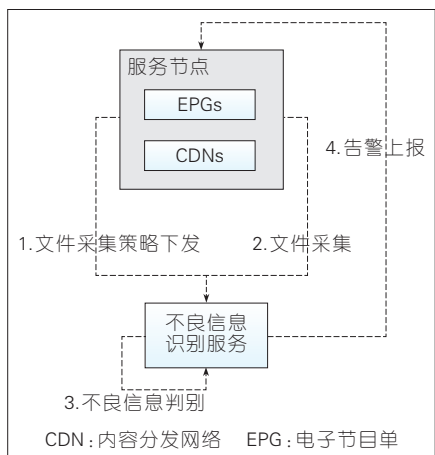 服务节点
EPGs
CDNs
4.告警上报
1.文件采集策略下发
2.文件采集
不良信息
识别服务
3.不良信息判别
CDN：内容分发网络 EPG：电子节目单